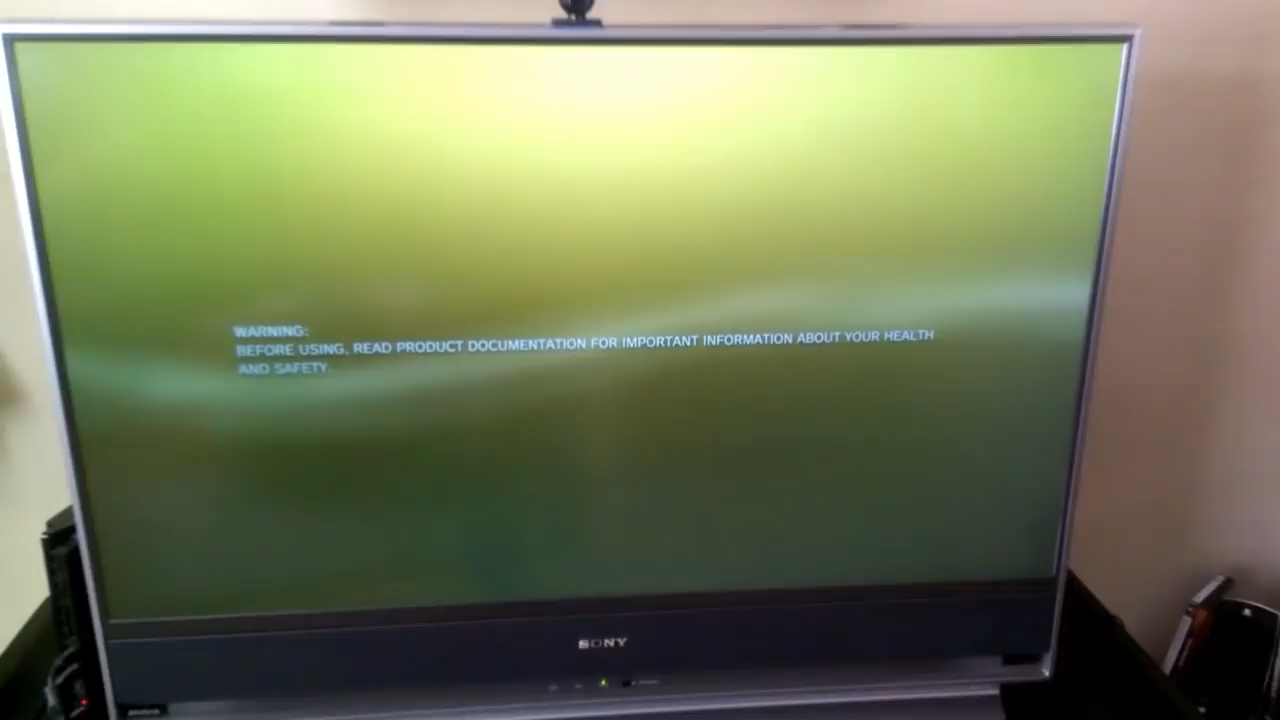 WARNING:
BEFORE USING, READ PRODUCT DOCUMENTATION FOR IMPORTANT INFORMATION ABOUT YOUR HEALTH
AND SAFETY.
SONY